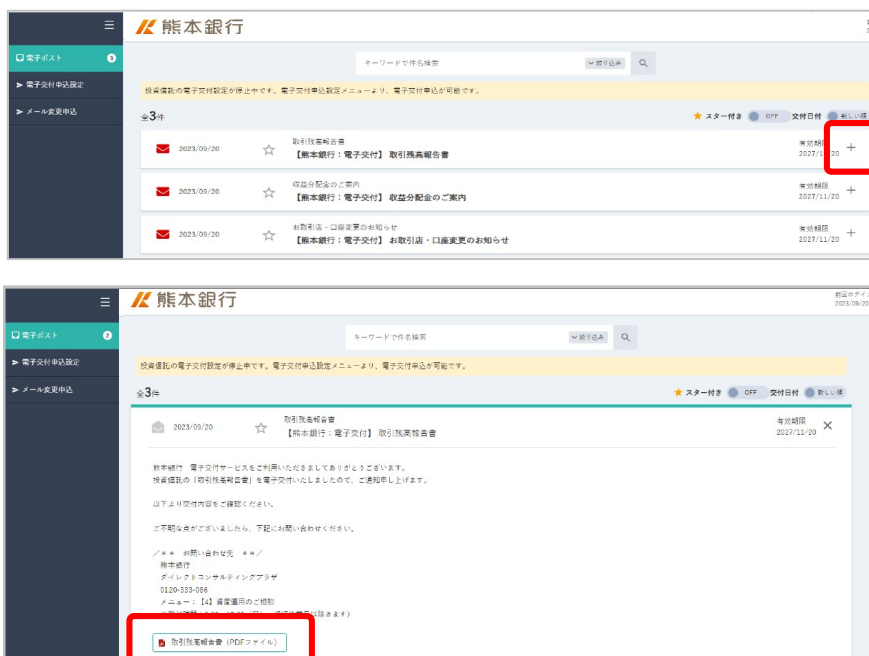 熊本銀行
電子ポスト 3
電子交付申込設定
メール変更申込
キーワードで件名検索 絞り込み
投資信託の電子交付設定が停止中です。電子交付申込設定メニューより、電子交付申込が可能です。
全3件 スター付き OFF 交付日付 新しい順
取引残高報告書 有効期限
2023/09/20 【熊本銀行:電子交付】 取引残高報告書
収益分配金のご案内 有効期限
2023/09/20 【熊本銀行:電子交付】 収益分配金のご案内 2027/11/20
お取引店・口座変更のお知らせ 有効期限
2023/09/20 【熊本銀行:電子交付】 お取引店・口座変更のお知らせ 2027/11/20
熊本銀行
2023/09/20
電子ポスト 2
電子交付申込設定
メール変更申込
キーワードで件名検索 絞り込み
投資信託の電子交付設定が停止中です。電子交付申込設定メニューより、電子交付申込が可能です。
全3件 スター付き OFF 交付日付 新しい順
取引残高報告書 有効期限
2023/09/20 【熊本銀行:電子交付】 取引残高報告書 2027/11/20
熊本銀行 電子交付サービスをご利用いただきましてありがとうございます。
投資信託の「取引残高報告書」を電子交付いたしましたので、ご通知申し上げます。
以下より交付内容をご確認ください。
ご不明な点がございましたら、下記にお問い合わせください。
/** お問い合わせ先 **/
熊本銀行
ダイレクトコンサルティングプラザ
0120-333-086
メニュー:【4】資産運用のご相談
は除きます)
取引残高報告書(PDFファイル)